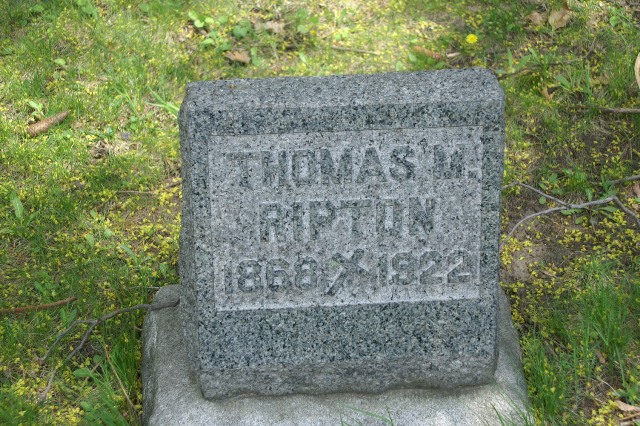 THOMAS M.
RIPTON
1868 X 1922